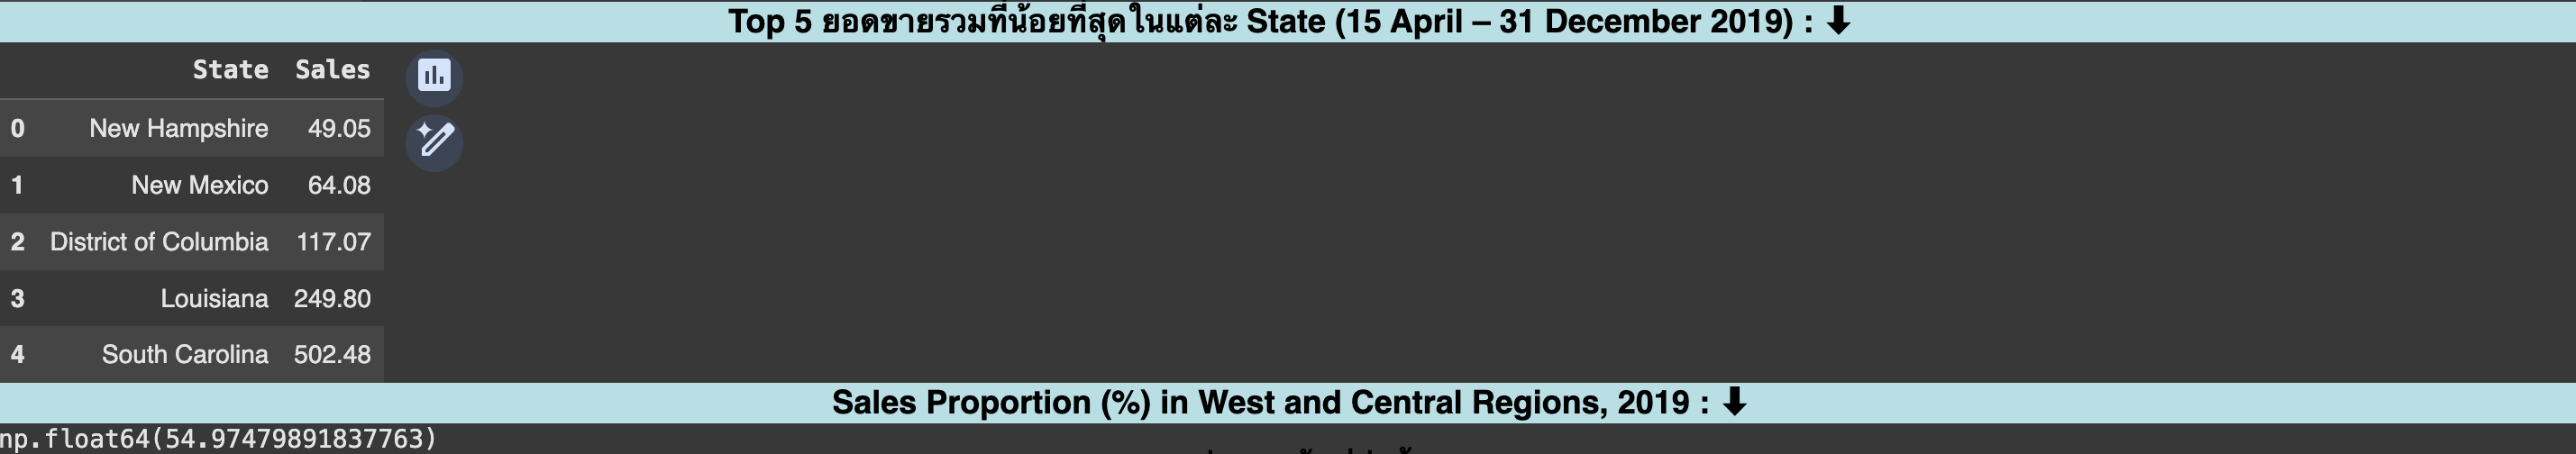 Top 5 ยอดขายรวมที่น้อยที่สุดในแต่ละ State (15 April – 31 December 2019) : ⬇
State Sales
0 New Hampshire 49.05
1 New Mexico 64.08
2 District of Columbia 117.07
3 Louisiana 249.80
4 South Carolina 502.48
Sales Proportion (%) in West and Central Regions, 2019 : ⬇
np.float64(54.97479891837763)